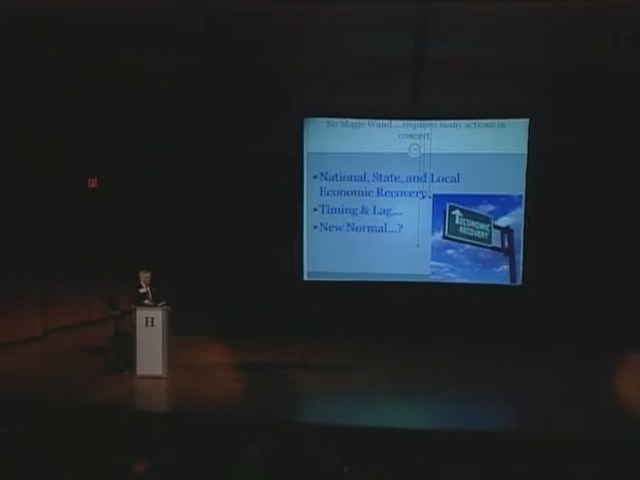 No Magic Wand....requires many actions in
concert
• National, State, and Local
Economic Recovery
• Timing & Lag...
• New Normal...?
ECONOMIC
RECOVERY
H